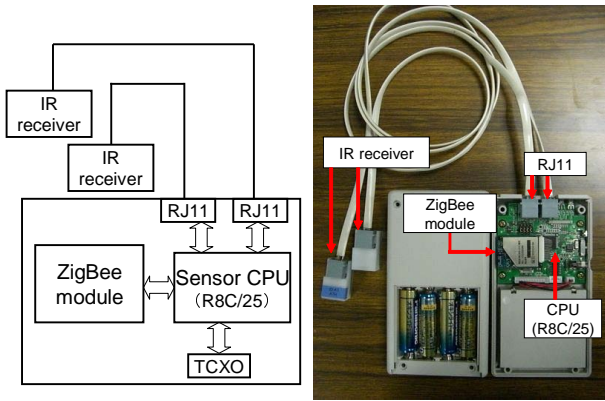 IR
receiver
IR
receiver
RJ11
RJ11
ZigBee
module
Sensor CPU
(R8C/25)
TCXO
IR receiver
RJ11
ZigBee
module
CPU
(R8C/25)